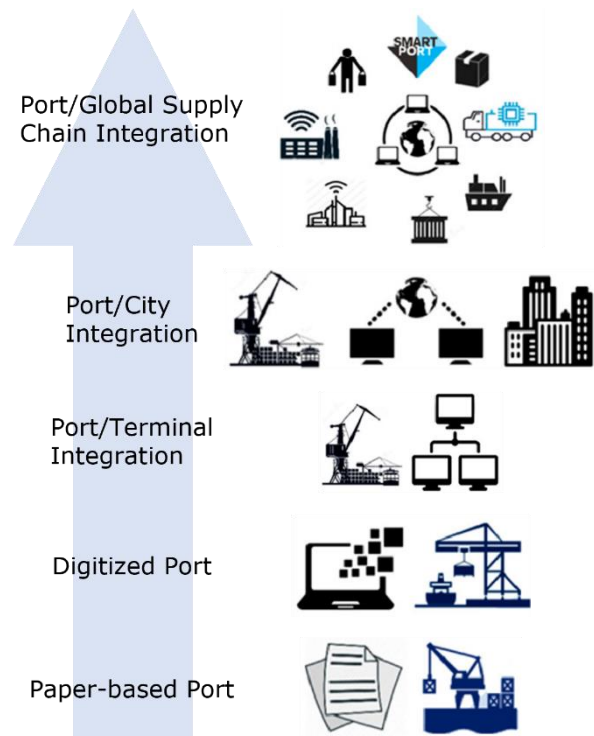 SMART
PORT
Port/Global Supply
Chain Integration
Port/City
Integration
Port/Terminal
Integration
Digitized Port
Paper-based Port